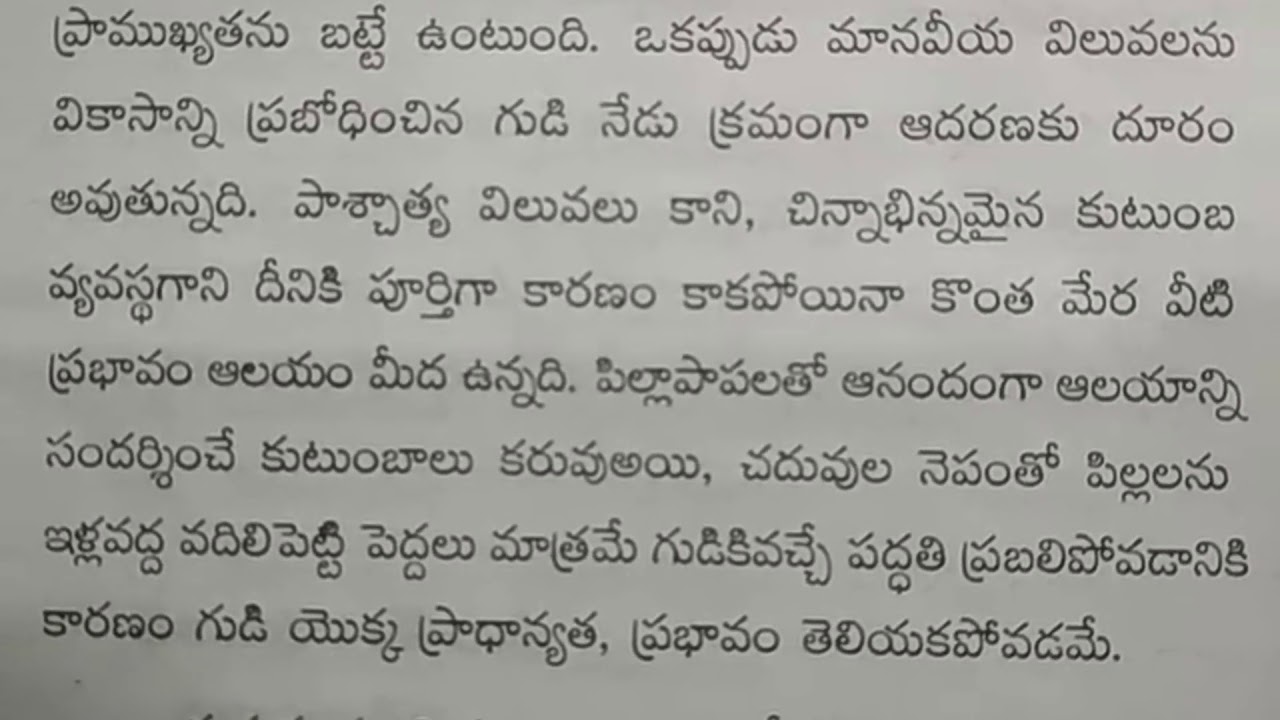 ప్రాముఖ్యతను బట్టే ఉంటుంది. ఒకప్పుడు మానవీయ విలువలను
వికాసాన్ని ప్రబోధించిన గుడి నేడు క్రమంగా ఆదరణకు దూరం
అవుతున్నది. పాశ్చాత్య విలువలు కాని, చిన్నాభిన్నమైన కుటుంబ
వ్యవస్థగాని దీనికి పూర్తిగా కారణం కాకపోయినా కొంత మేర వీటి
ప్రభావం ఆలయం మీద ఉన్నది. పిల్లాపాపలతో ఆనందంగా ఆలయాన్ని
సందర్శించే కుటుంబాలు కరువుఅయి, చదువుల నెపంతో పిల్లలను
ఇళ్లవద్ద వదిలిపెట్టి పెద్దలు మాత్రమే గుడికివచ్చే పద్ధతి ప్రబలిపోవడానికి
కారణం గుడి యొక్క ప్రాధాన్యత, ప్రభావం తెలియకపోవడమే.